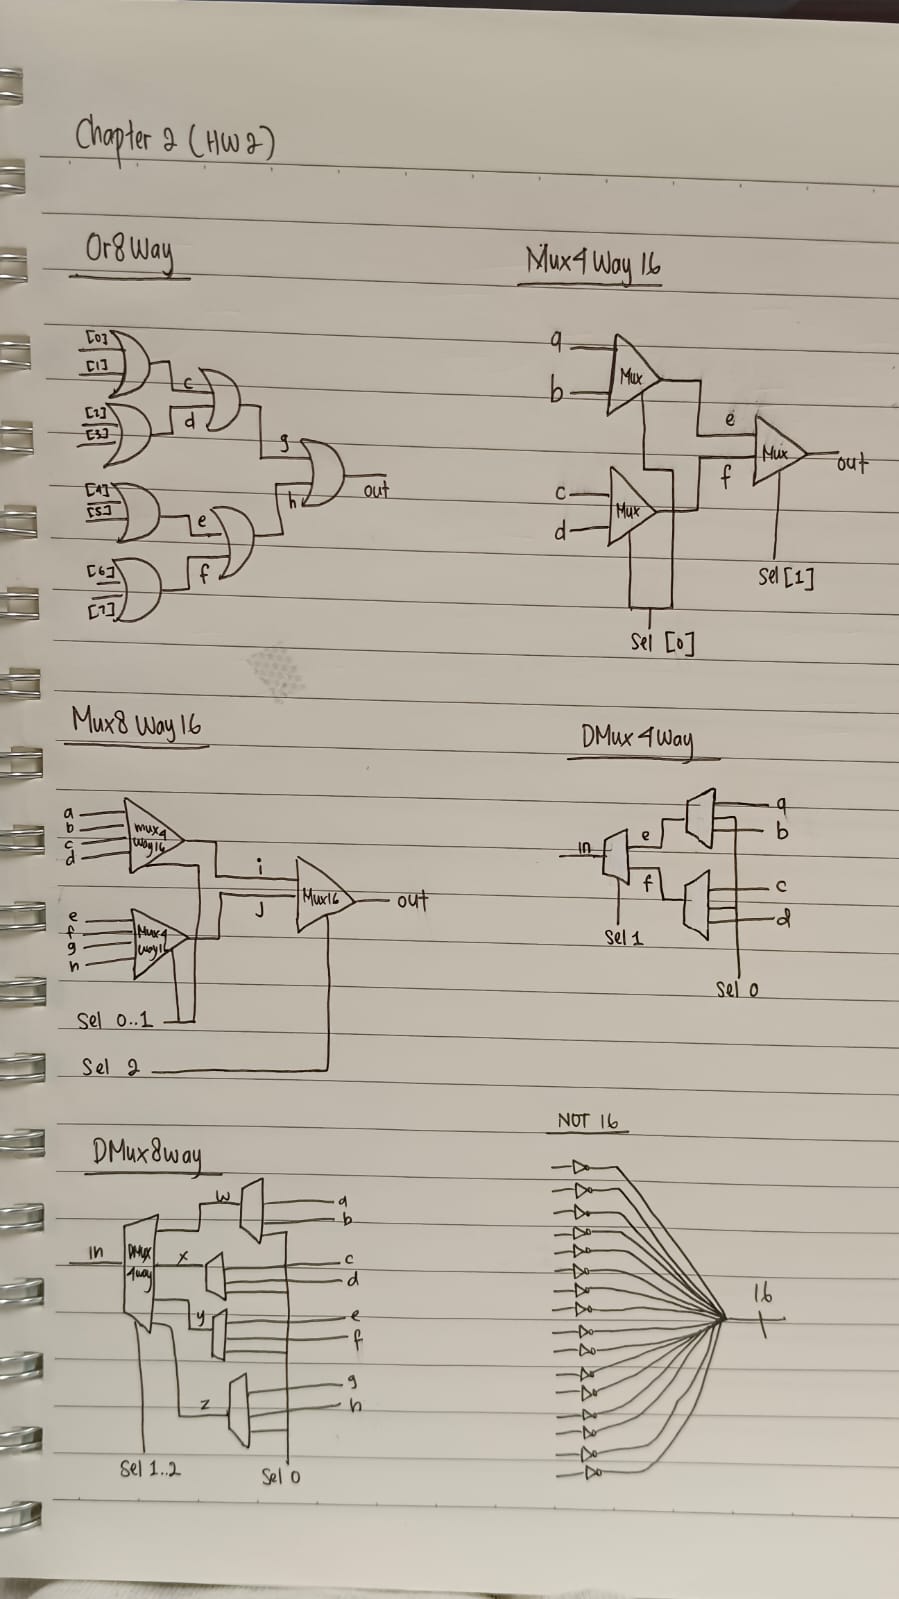 Chapter 2 (HW2)
Or8Way
[0]
[1]
[2]
[3]
[4]
[5]
[6]
[7]
c
d
e
f
g
h
out
Mux4Way16
a
b
c
d
Mux
Mux
e
f
Mux
out
Sel [0]
Sel [1]
Mux8Way16
a
b
c
d
mux4
way16
e
f
g
h
Mux4
way16
i
j
Mux16
out
Sel 0..1
Sel 2
DMux4Way
in
e
f
a
b
c
d
Sel 1
Sel 0
DMux8way
in
DMux
4way
w
x
y
z
a
b
c
d
e
f
g
h
Sel 1..2
Sel 0
NOT 16
16